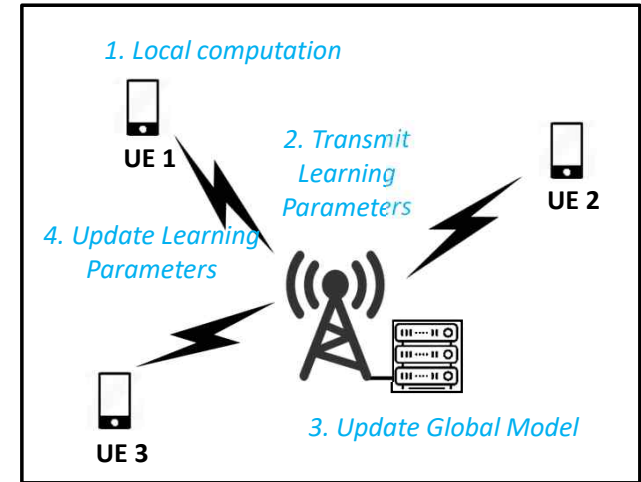 1. Local computation
UE 1
2. Transmit
Learning
Parameters
UE 2
4. Update Learning
Parameters
3. Update Global Model
UE 3